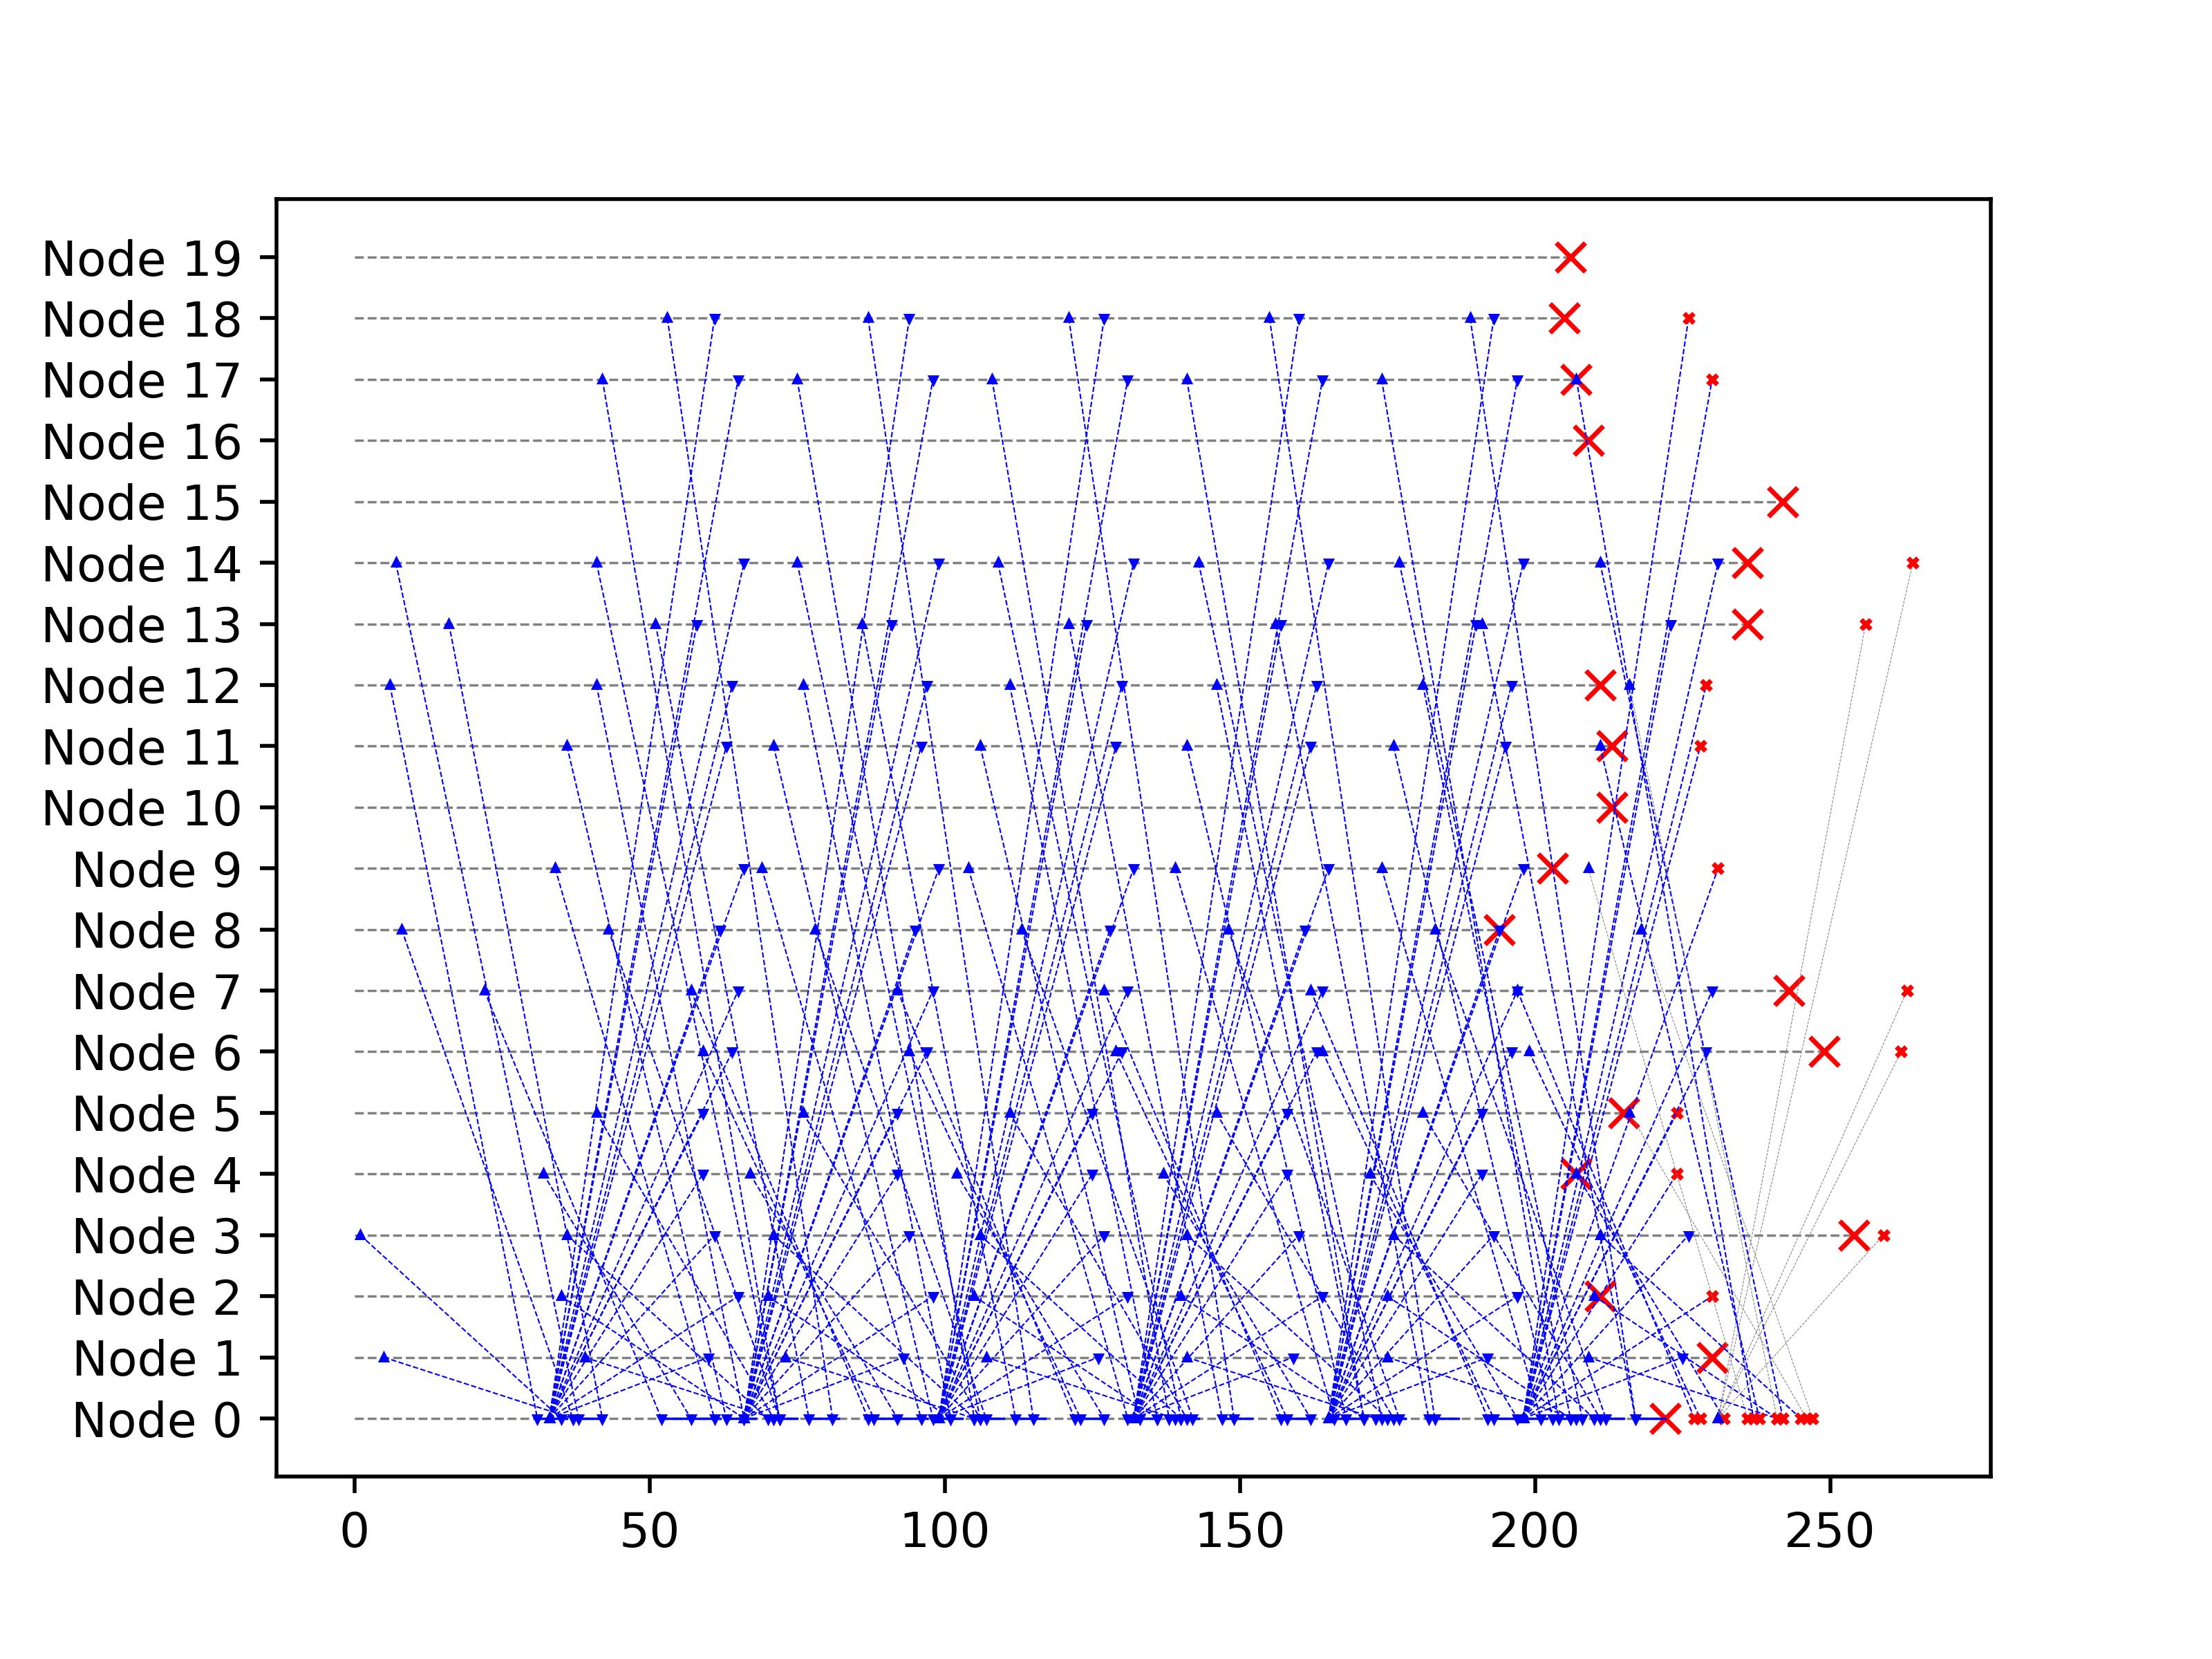 Node 19
Node 18
Node 17
Node 16
Node 15
Node 14
Node 13
Node 12
Node 11
Node 10
Node 9
Node 8
Node 7
Node 6
Node 5
Node 4
Node 3
Node 2
Node 1
Node 0
0 50 100 150 200 250